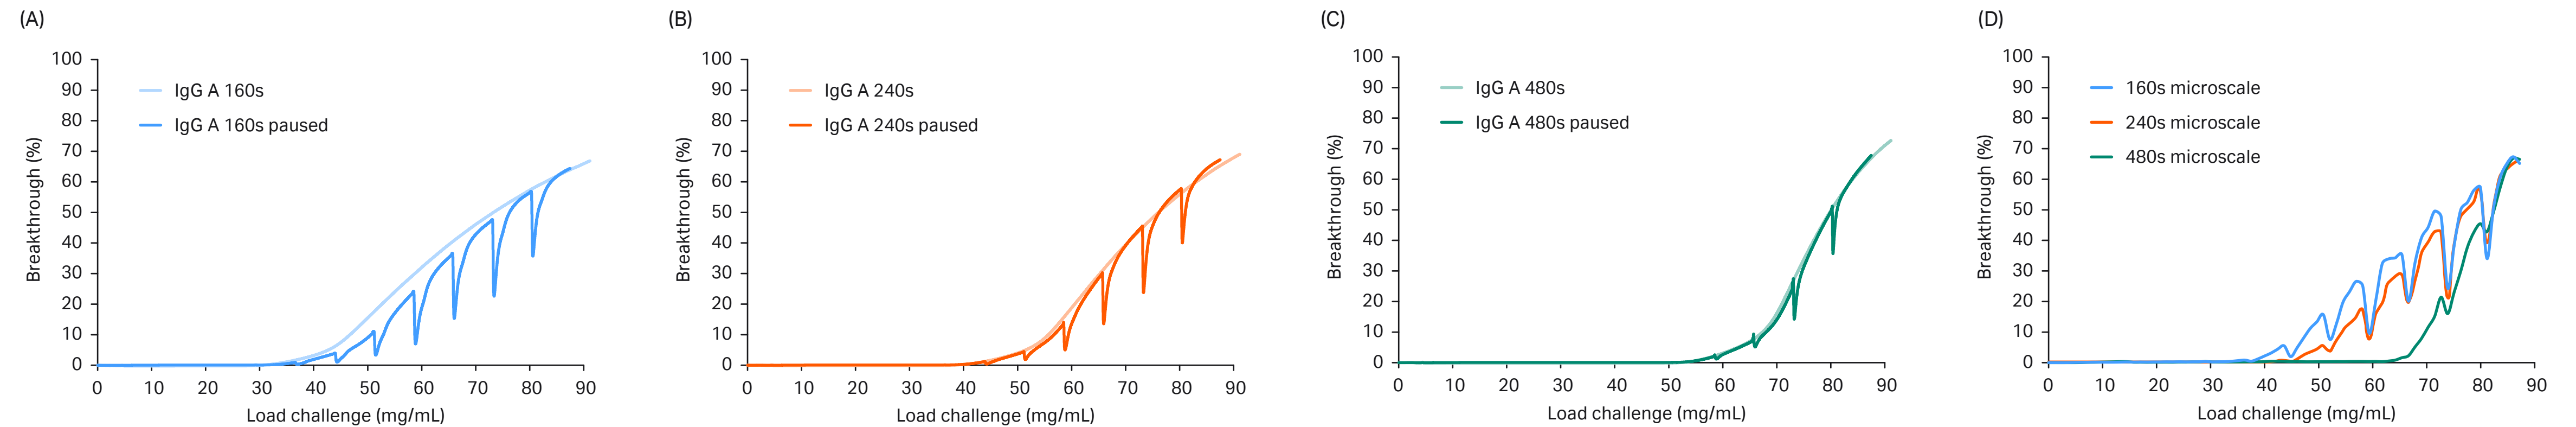 (A)
100
90
80
70
60
50
40
30
20
10
0
Breakthrough (%)
IgG A 160s
IgG A 160s paused
0 10 20 30 40 50 60 70 80 90
Load challenge (mg/mL)
(B)
100
90
80
70
60
50
40
30
20
10
0
Breakthrough (%)
IgG A 240s
IgG A 240s paused
0 10 20 30 40 50 60 70 80 90
Load challenge (mg/mL)
(C)
100
90
80
70
60
50
40
30
20
10
0
Breakthrough (%)
IgG A 480s
IgG A 480s paused
0 10 20 30 40 50 60 70 80 90
Load challenge (mg/mL)
(D)
100
90
80
70
60
50
40
30
20
10
0
Breakthrough (%)
160s microscale
240s microscale
480s microscale
0 10 20 30 40 50 60 70 80 90
Load challenge (mg/mL)